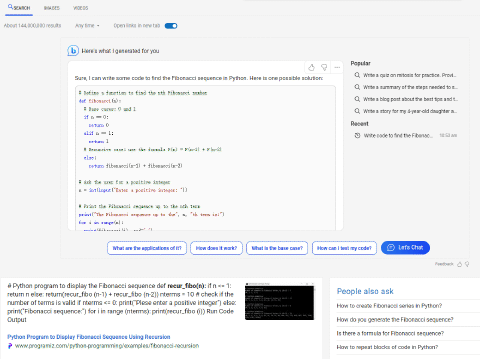 SEARCH IMAGES VIDEOS
About 144,000,000 results Any time Open links in new tab
Here's what I generated for you
Sure, I can write some code to find the Fibonacci sequence in Python. Here is one possible solution:
# Define a function to find the nth Fibonacci number
def fibonacci(n):
# Base cases: 0 and 1
if n == 0:
return 0
elif n == 1:
return 1
# Recursive case: use the formula F(n) = F(n-1) + F(n-2)
else:
return fibonacci(n-1) + fibonacci(n-2)
# Ask the user for a positive integer
n = int(input("Enter a positive integer: "))
# Print the Fibonacci sequence up to the nth term
print("The Fibonacci sequence up to the", n, "th term is:")
for i in range(n):
Popular
Write a quiz on mitosis for practice. Provi...
Write a summary of the steps needed to s...
Write a blog post about the best tips and t...
Write a story for my 6-year-old daughter a...
Recent
Write code to find the Fibonac... 10:50 am
What are the applications of it? How does it work? What is the base case? How can I test my code? Let's Chat
Feedback
# Python program to display the Fibonacci sequence def recur_fibo(n): if n <= 1:
return n else: return(recur_fibo (n-1) + recur_fibo (n-2)) nterms = 10 # check if the
number of terms is valid if nterms <= 0: print("Plese enter a positive integer") else:
print("Fibonacci sequence:") for i in range (nterms): print(recur_fibo (i)) Run Code
Output
Python Program to Display Fibonacci Sequence Using Recursion
www.programiz.com/python-programming/examples/fibonacci-recursion
People also ask
How to create Fibonacci series in Python?
How do you generate the Fibonacci sequence?
Is there a formula for Fibonacci sequence?
How to repeat blocks of code in Python?